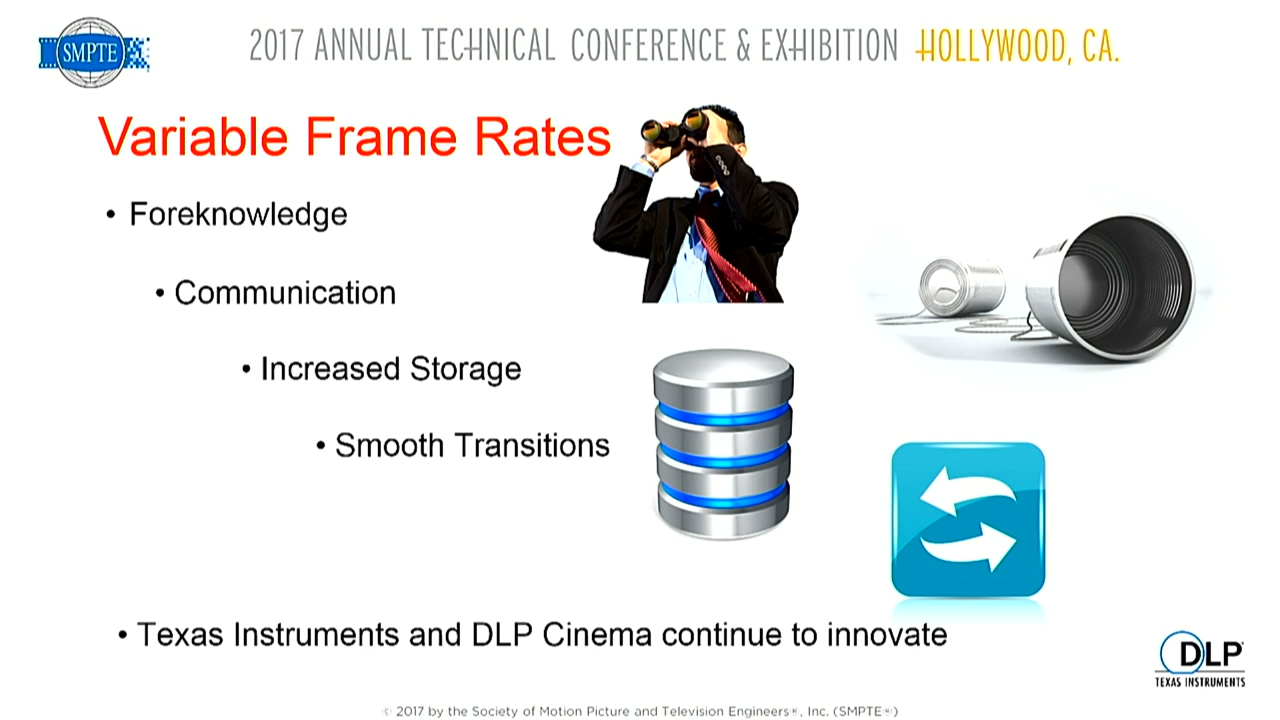 SMPTE
2017 ANNUAL TECHNICAL CONFERENCE & EXHIBITION HOLLYWOOD, CA.
Variable Frame Rates
• Foreknowledge
• Communication
• Increased Storage
• Smooth Transitions
• Texas Instruments and DLP Cinema continue to innovate
DLP
TEXAS INSTRUMENTS
© 2017 by the Society of Motion Picture and Television Engineers®, Inc. (SMPTE®)